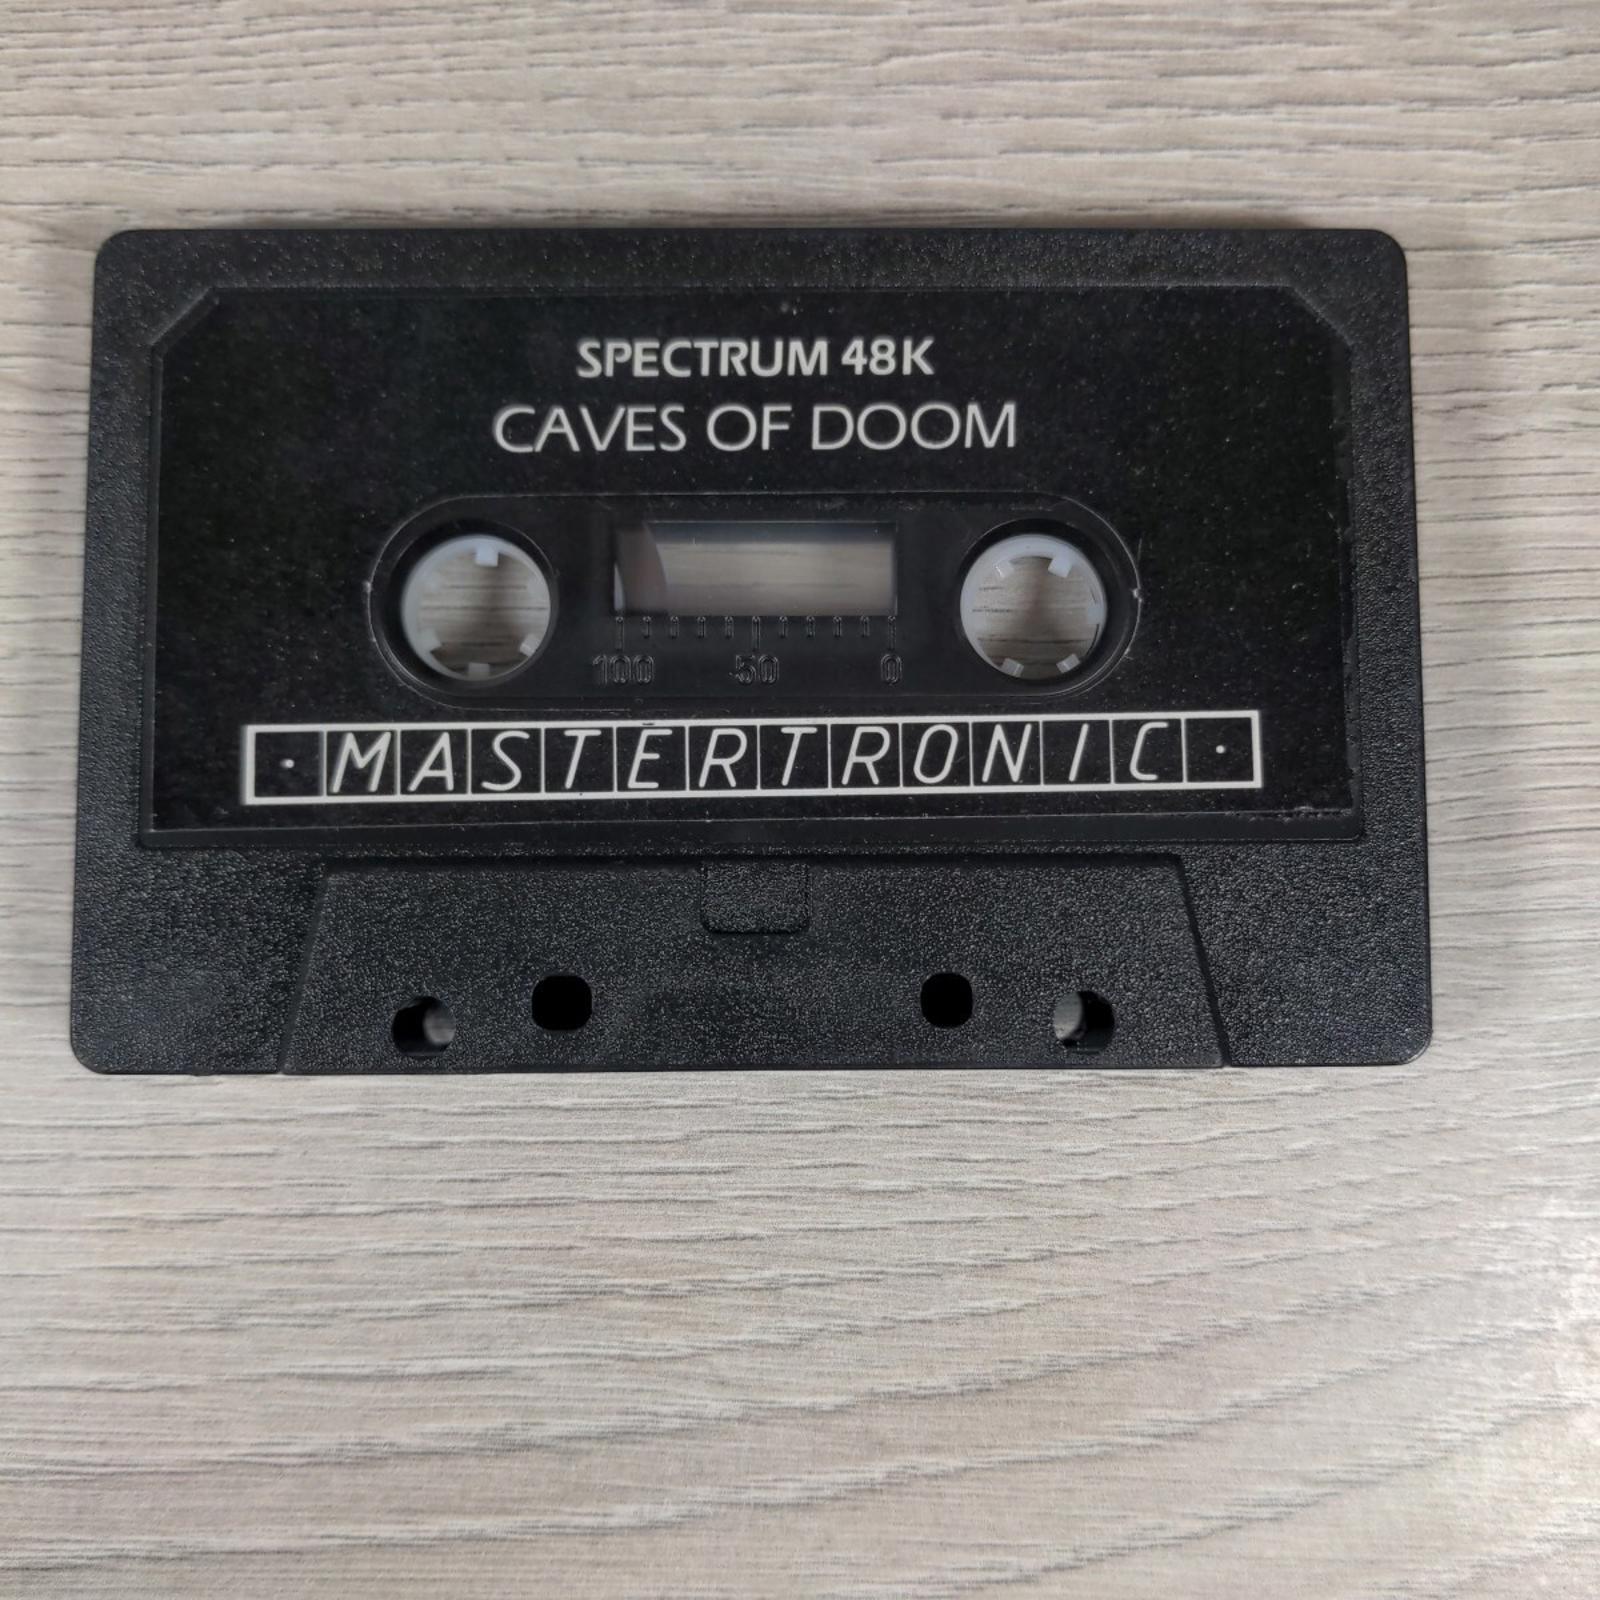 SPECTRUM 48K
CAVES OF DOOM
100 50 0
· MASTERTRONIC ·